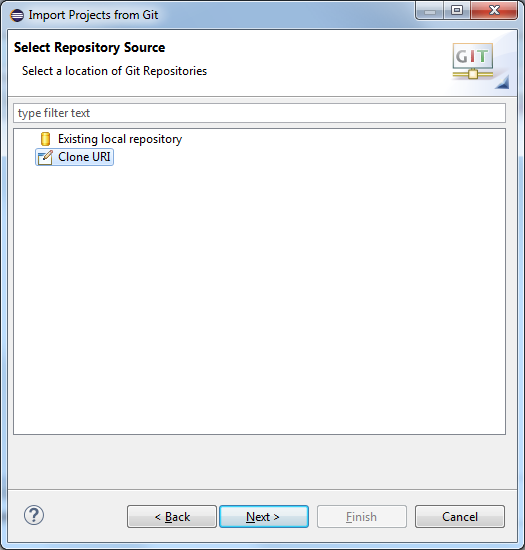 Import Projects from Git
Select Repository Source
Select a location of Git Repositories
GIT
type filter text
Existing local repository
Clone URI
?
< Back
Next >
Finish
Cancel